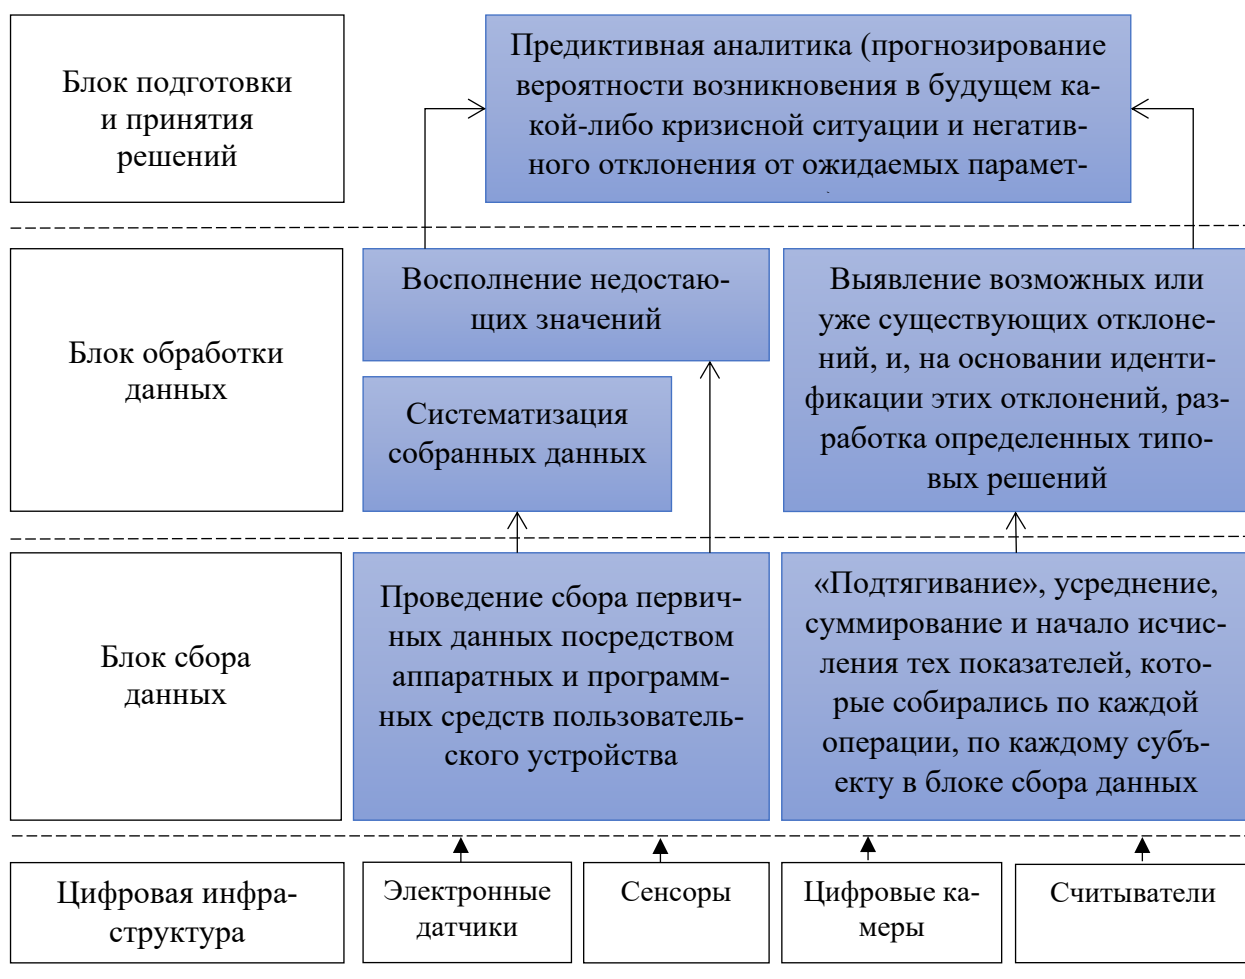 Блок подготовки
и принятия
решений
Предиктивная аналитика (прогнозирование
вероятности возникновения в будущем ка-
кой-либо кризисной ситуации и негатив-
ного отклонения от ожидаемых парамет-
Блок обработки
данных
Восполнение недостаю-
щих значений
Систематизация
собранных данных
Выявление возможных или
уже существующих отклоне-
ний, и, на основании иденти-
фикации этих отклонений, раз-
работка определенных типо-
вых решений
Блок сбора
данных
Проведение сбора первич-
ных данных посредством
аппаратных и программ-
ных средств пользователь-
ского устройства
«Подтягивание», усреднение,
суммирование и начало исчис-
ления тех показателей, кото-
рые собирались по каждой
операции, по каждому субъ-
екту в блоке сбора данных
Цифровая инфра-
структура
Электронные
датчики
Сенсоры
Цифровые ка-
меры
Считыватели